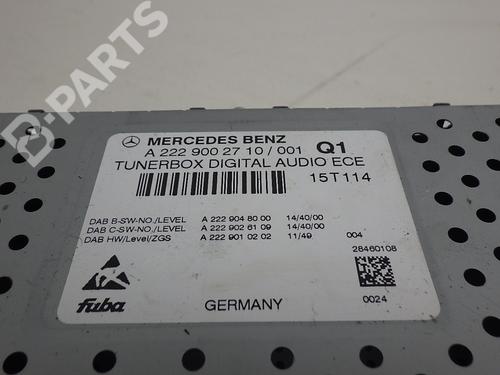 B-PARTS
MERCEDES BENZ
A 222 900 27 10 / 001 Q1
TUNERBOX DIGITAL AUDIO ECE
15T114
DAB B-SW-NO./LEVEL A 222 904 80 00 14/40/00
DAB C-SW-NO./LEVEL A 222 902 61 09 14/40/00
DAB HW/Level/ZGS A 222 901 02 02 11/49 004
28460108
fuba GERMANY 0024